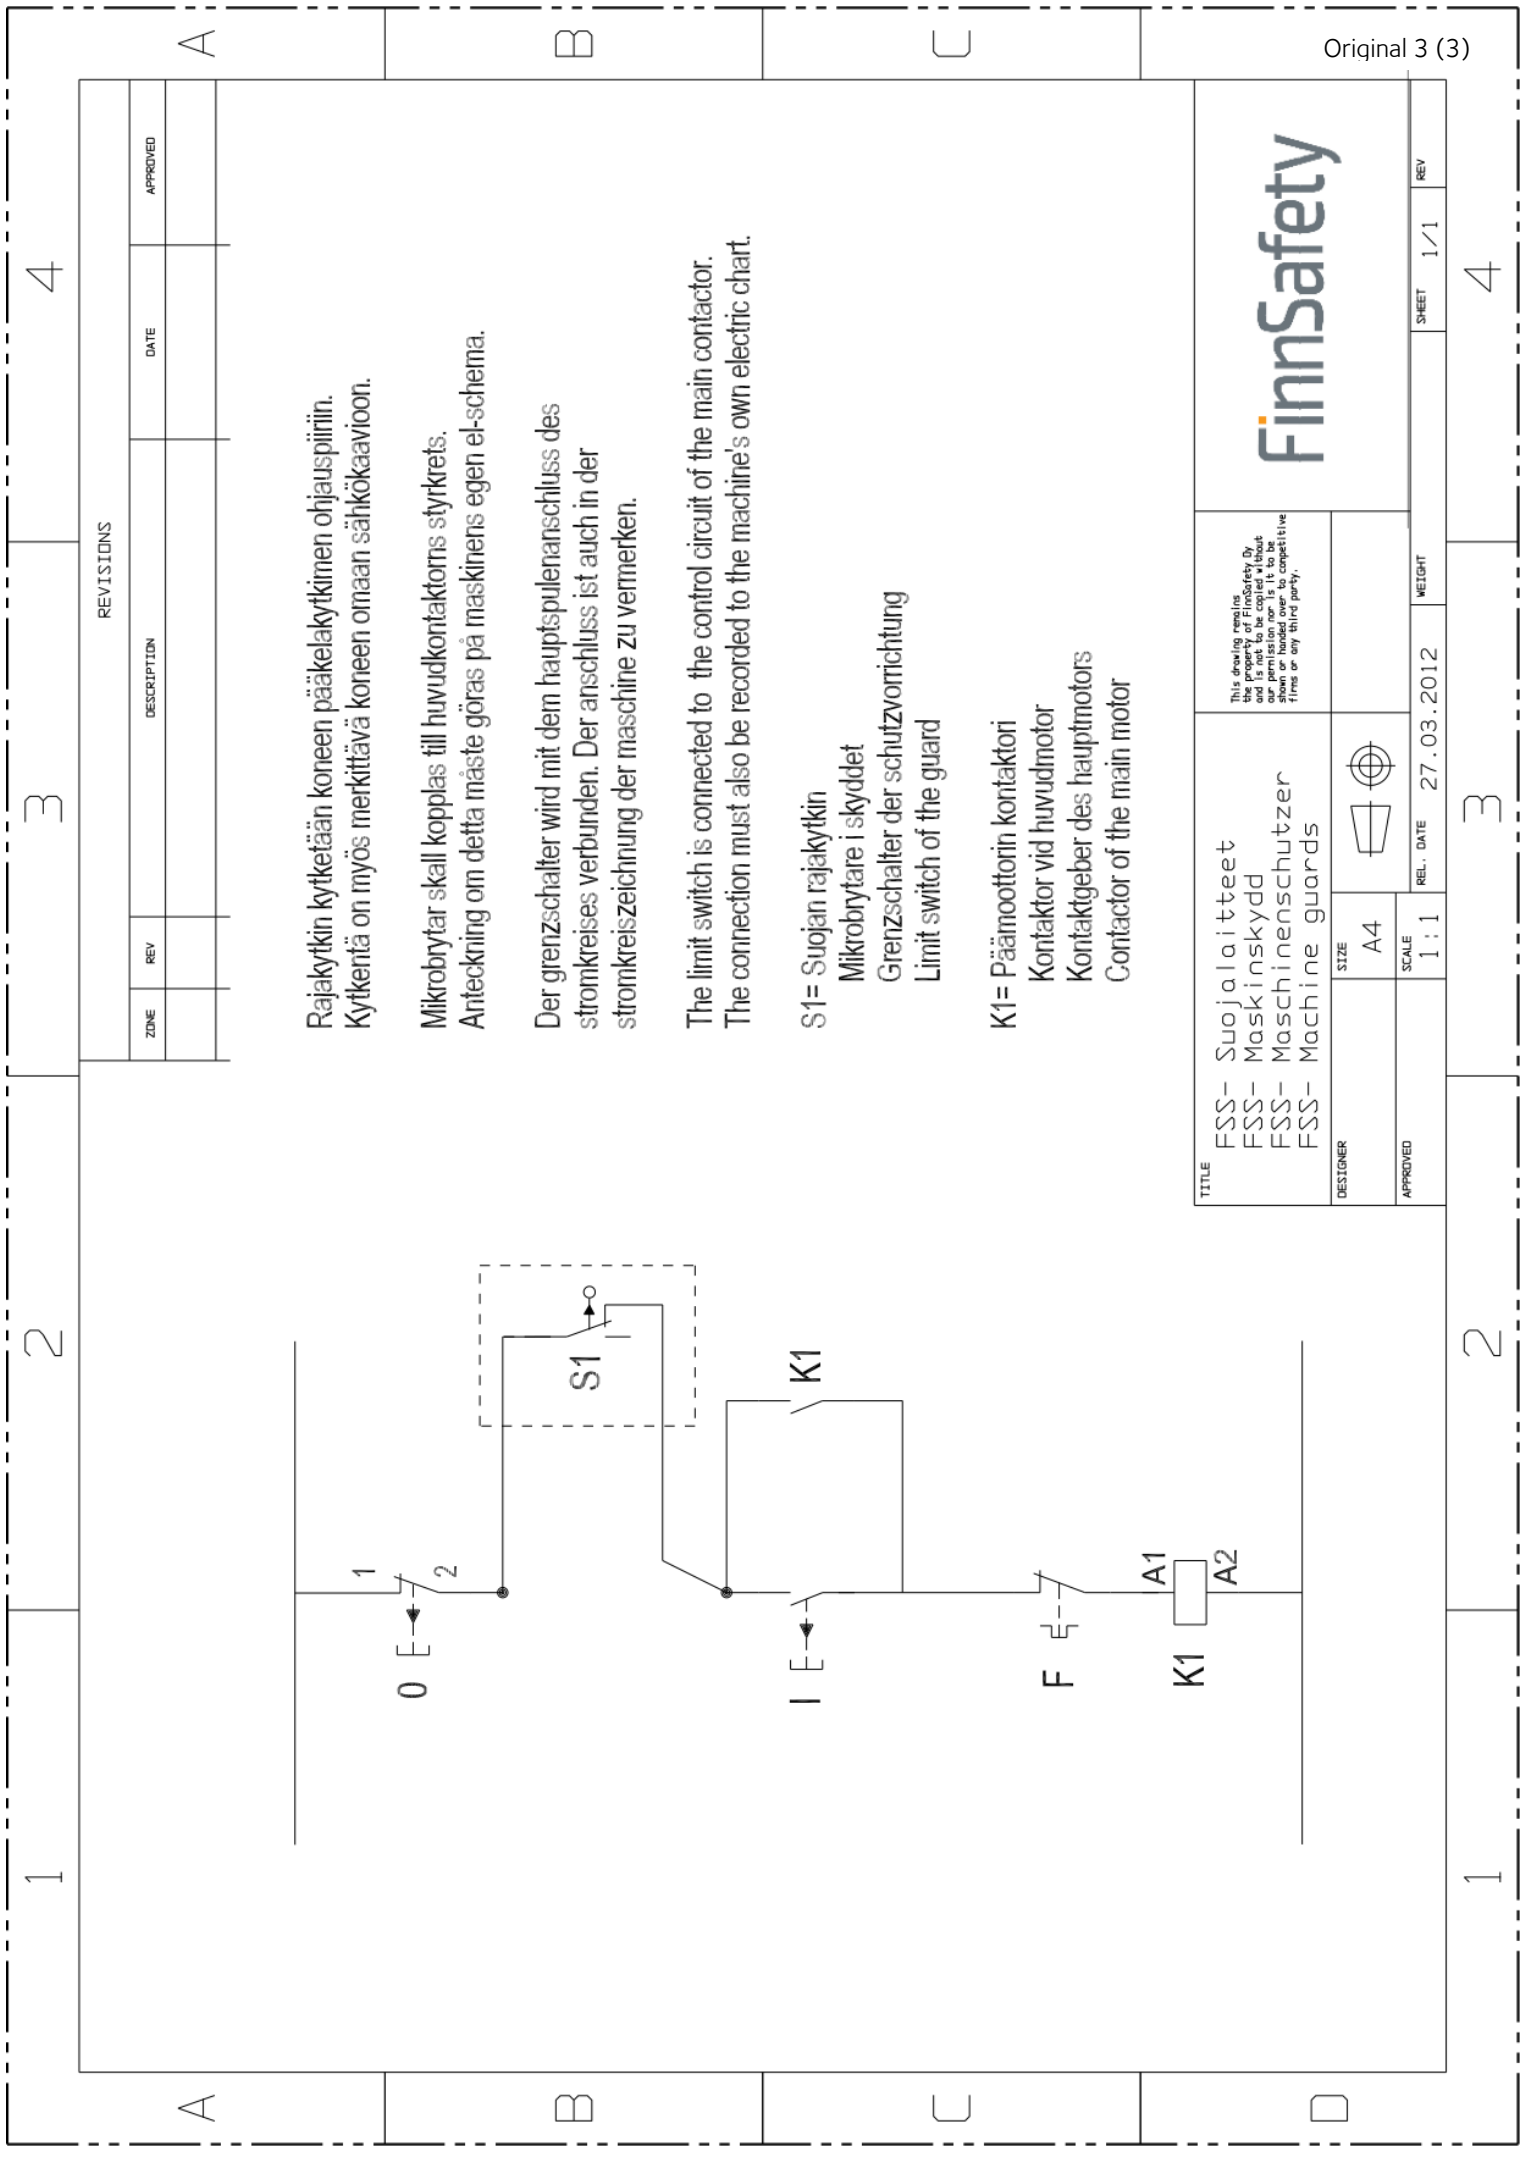 Original 3 (3)
1
2
3
4
A
B
C
D
A
B
C
1
2
3
4
REVISIONS
ZONE REV DESCRIPTION DATE APPROVED
Rajakytkin kytketään koneen pääkelakytkimen ohjauspiiriin.
Kytkentä on myös merkittävä koneen omaan sähkökaavioon.
Mikrobrytar skall kopplas till huvudkontaktorns styrkrets.
Anteckning om detta måste göras på maskinens egen el-schema.
Der grenzschalter wird mit dem hauptspulenanschluss des
stromkreises verbunden. Der anschluss ist auch in der
stromkreiszeichnung der maschine zu vermerken.
The limit switch is connected to the control circuit of the main contactor.
The connection must also be recorded to the machine's own electric chart.
S1= Suojan rajakytkin
Mikrobrytare i skyddet
Grenzschalter der schutzvorrichtung
Limit switch of the guard
K1= Päämoottorin kontaktori
Kontaktor vid huvudmotor
Kontaktgeber des hauptmotors
Contactor of the main motor
0
1
2
S1
I
K1
F
K1
A1
A2
TITLE
FSS- Suojalaitteet
FSS- Maskinskydd
FSS- Maschinenschutzer
FSS- Machine guards
This drawing remains
the property of FinnSafety Oy
and is not to be copied without
our permission nor is it to be
shown or handed over to competitive
firms or any third party.
FinnSafety
DESIGNER
SIZE
A4
APPROVED
SCALE
1:1
REL. DATE 27.03.2012
WEIGHT
SHEET 1/1
REV